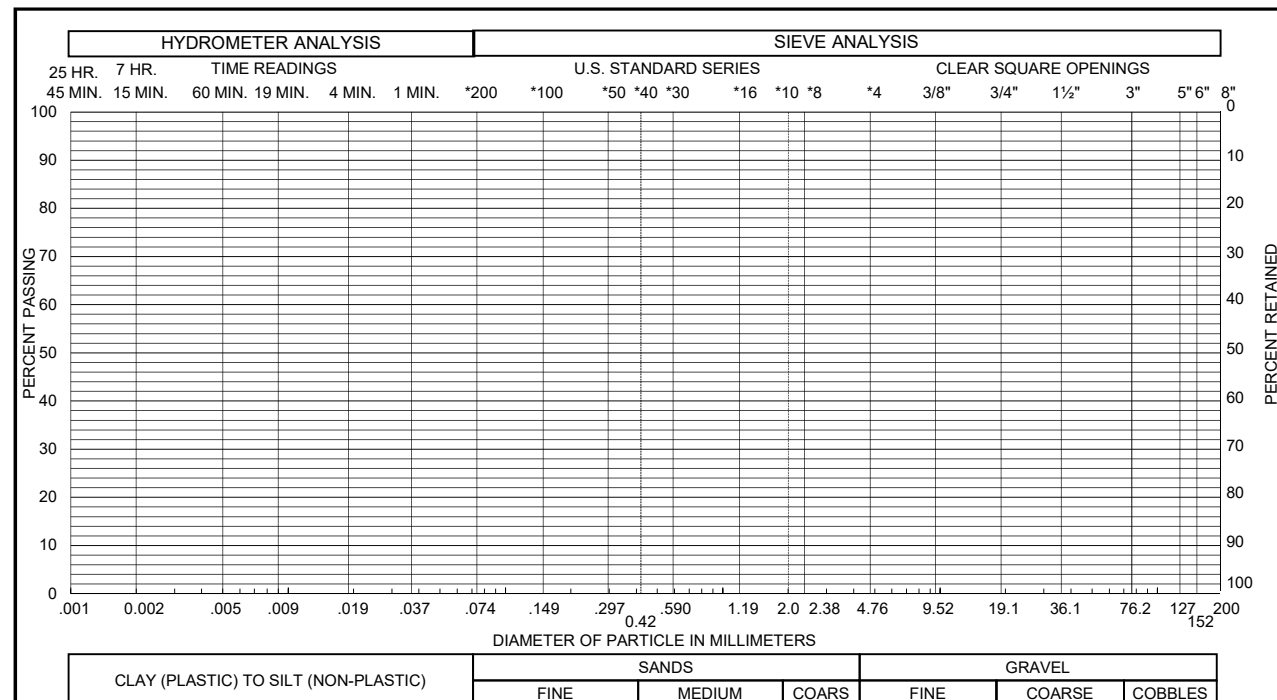 HYDROMETER ANALYSIS SIEVE ANALYSIS
25 HR. 7 HR. TIME READINGS U.S. STANDARD SERIES CLEAR SQUARE OPENINGS
45 MIN. 15 MIN. 60 MIN. 19 MIN. 4 MIN. 1 MIN. *200 *100 *50 *40 *30 *16 *10 *8 *4 3/8" 3/4" 1½" 3" 5" 6" 8"
100 0
90 10
80 20
70 30
60 40
50 50
40 60
30 70
20 80
10 90
0 100
PERCENT PASSING
PERCENT RETAINED
.001 0.002 .005 .009 .019 .037 .074 .149 .297 .590 1.19 2.0 2.38 4.76 9.52 19.1 36.1 76.2 127 200
0.42 152
DIAMETER OF PARTICLE IN MILLIMETERS
CLAY (PLASTIC) TO SILT (NON-PLASTIC) SANDS GRAVEL
FINE MEDIUM COARS FINE COARSE COBBLES